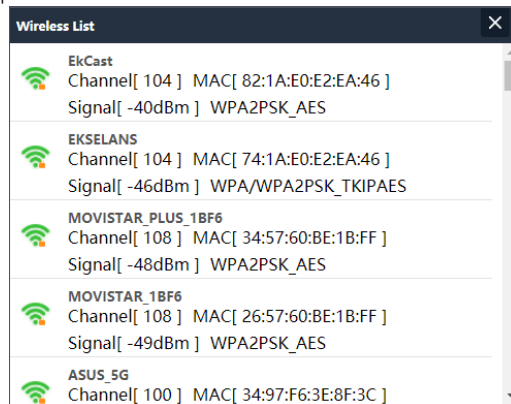 Wireless List
EkCast
Channel[ 104 ] MAC[ 82:1A:E0:E2:EA:46 ]
Signal[ -40dBm ] WPA2PSK_AES
EKSELANS
Channel[ 104 ] MAC[ 74:1A:E0:E2:EA:46 ]
Signal[ -46dBm ] WPA/WPA2PSK_TKIPAES
MOVISTAR_PLUS_1BF6
Channel[ 108 ] MAC[ 34:57:60:BE:1B:FF ]
Signal[ -48dBm ] WPA2PSK_AES
MOVISTAR_1BF6
Channel[ 108 ] MAC[ 26:57:60:BE:1B:FF ]
Signal[ -49dBm ] WPA2PSK_AES
ASUS_5G
Channel[ 100 ] MAC[ 34:97:F6:3E:8F:3C ]